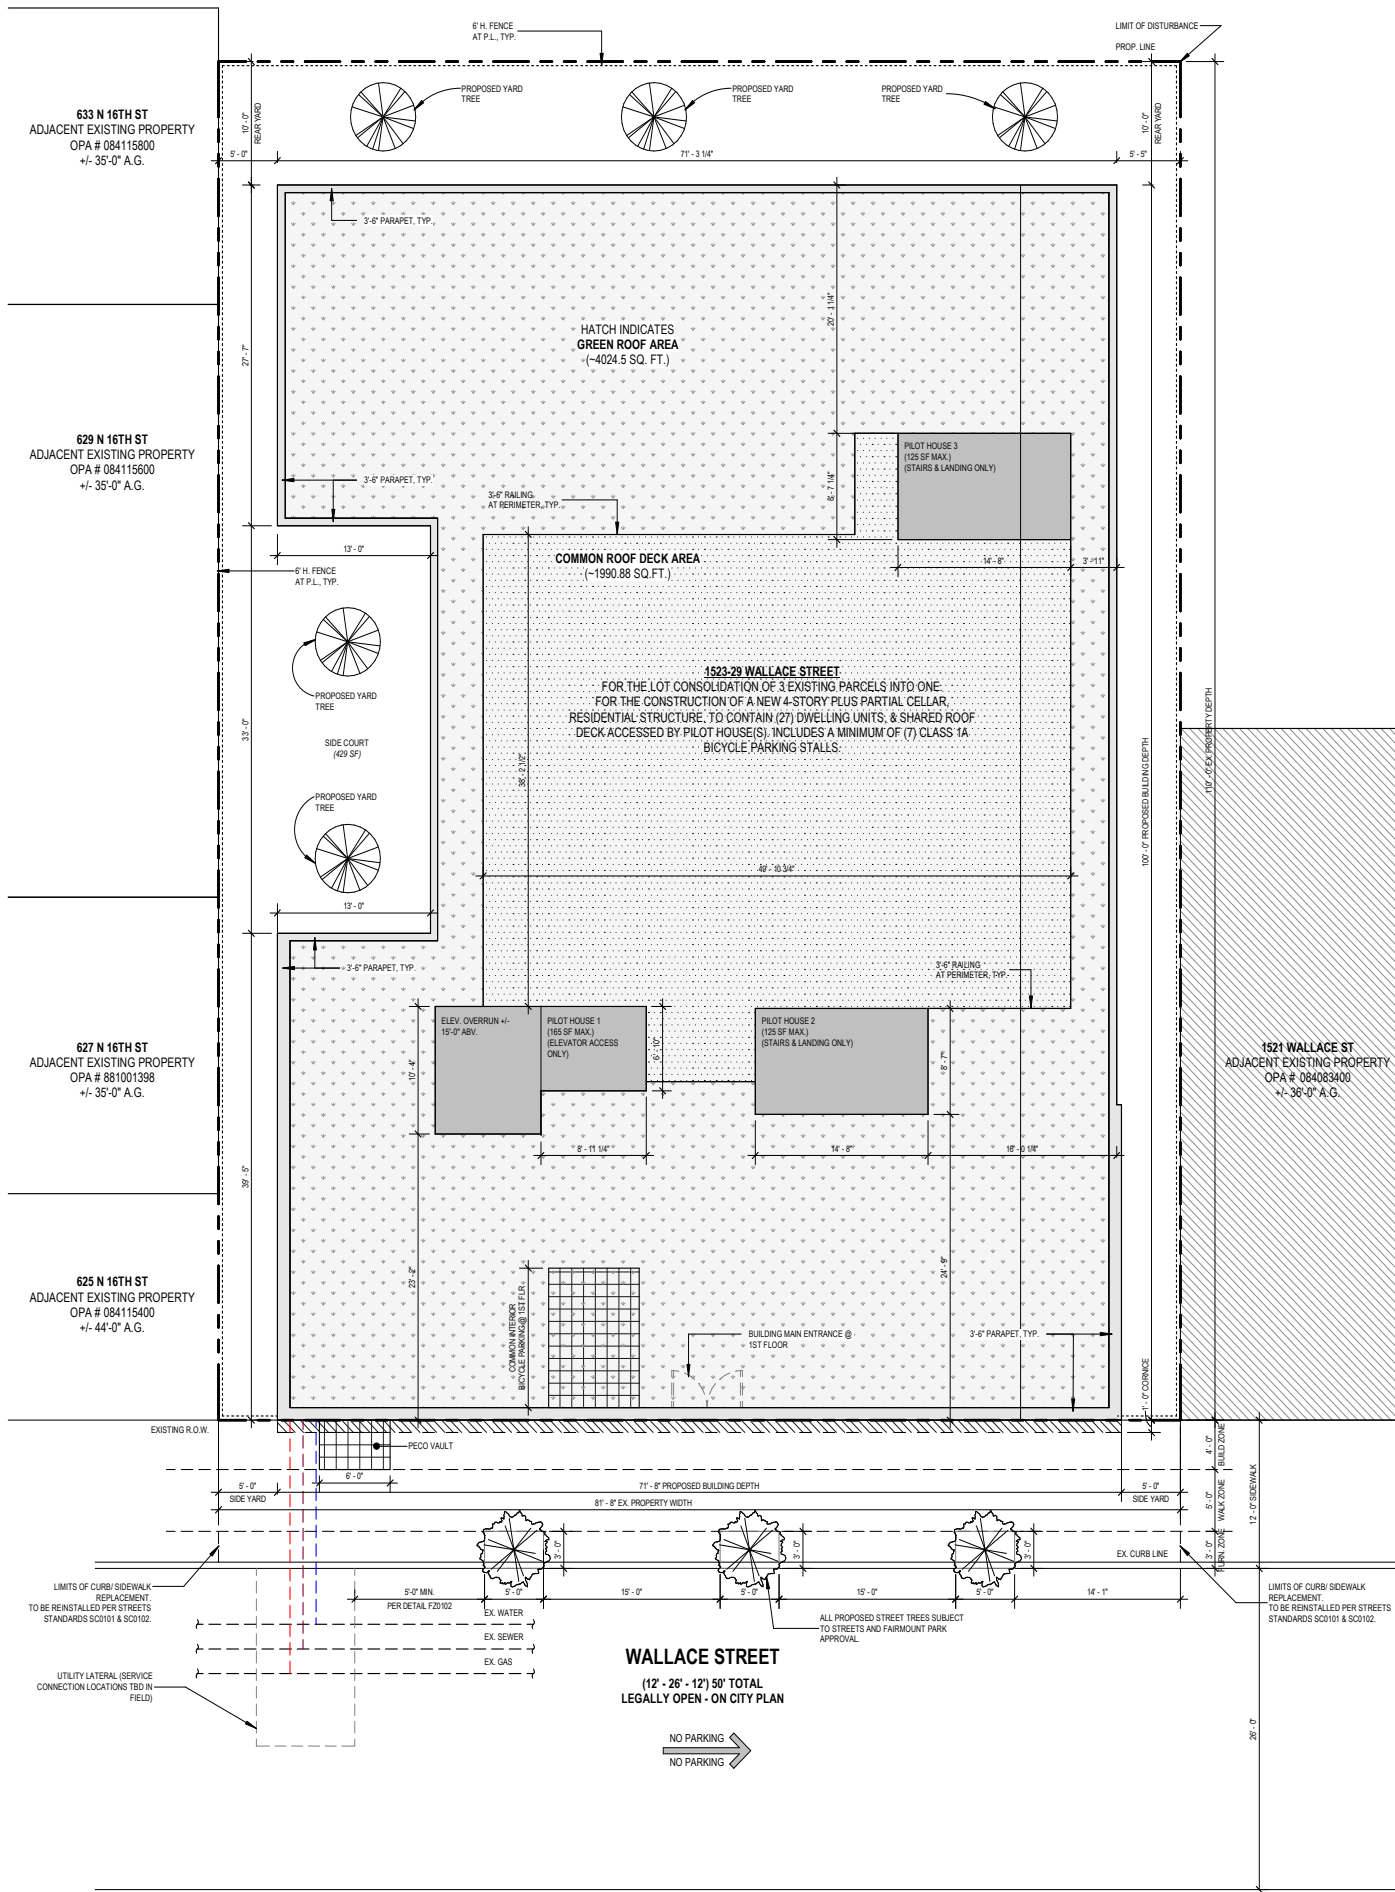 6' H. FENCE
AT P.L., TYP.
LIMIT OF DISTURBANCE
PROP. LINE
PROPOSED YARD
TREE
PROPOSED YARD
TREE
PROPOSED YARD
TREE
633 N 16TH ST
ADJACENT EXISTING PROPERTY
OPA # 084115800
+/- 35'-0" A.G.
10' - 0"
REAR YARD
10' - 0"
REAR YARD
5' - 0"
71' - 3 1/4"
5' - 5"
3'-6" PARAPET, TYP.
27' - 7"
20' - 1 1/4"
HATCH INDICATES
GREEN ROOF AREA
(~4024.5 SQ. FT.)
629 N 16TH ST
ADJACENT EXISTING PROPERTY
OPA # 084115600
+/- 35'-0" A.G.
PILOT HOUSE 3
(125 SF MAX.)
(STAIRS & LANDING ONLY)
8' - 7 1/4"
3'-6" PARAPET, TYP.
3'-6" RAILING
AT PERIMETER, TYP.
13' - 0"
COMMON ROOF DECK AREA
(~1990.88 SQ.FT.)
14' - 8"
3' - 11"
6' H. FENCE
AT P.L., TYP.
PROPOSED YARD
TREE
33' - 0"
SIDE COURT
(429 SF)
PROPOSED YARD
TREE
1523-29 WALLACE STREET
FOR THE LOT CONSOLIDATION OF 3 EXISTING PARCELS INTO ONE.
FOR THE CONSTRUCTION OF A NEW 4-STORY PLUS PARTIAL CELLAR,
RESIDENTIAL STRUCTURE, TO CONTAIN (27) DWELLING UNITS, & SHARED ROOF
DECK ACCESSED BY PILOT HOUSE(S). INCLUDES A MINIMUM OF (7) CLASS 1A
BICYCLE PARKING STALLS.
110' - 0" EX. PROPERTY DEPTH
100' - 0" PROPOSED BUILDING DEPTH
49' - 10 3/4"
13' - 0"
3'-6" PARAPET, TYP.
3'-6" RAILING
AT PERIMETER, TYP.
ELEV. OVERRUN +/-
15'-0" ABV.
PILOT HOUSE 1
(165 SF MAX.)
(ELEVATOR ACCESS
ONLY)
6' - 10"
PILOT HOUSE 2
(125 SF MAX.)
(STAIRS & LANDING ONLY)
8' - 7"
10' - 4"
627 N 16TH ST
ADJACENT EXISTING PROPERTY
OPA # 881001398
+/- 35'-0" A.G.
1521 WALLACE ST
ADJACENT EXISTING PROPERTY
OPA # 084083400
+/- 36'-0" A.G.
8' - 11 1/4"
14' - 8"
16' - 0 1/4"
39' - 5"
23' - 2"
24' - 9"
625 N 16TH ST
ADJACENT EXISTING PROPERTY
OPA # 084115400
+/- 44'-0" A.G.
COMMON INTERIOR
BICYCLE PARKING@ 1ST FLR
BUILDING MAIN ENTRANCE @
1ST FLOOR
3'-6" PARAPET, TYP.
1' - 0" CORNICE
EXISTING R.O.W.
PECO VAULT
6' - 0"
4' - 0"
BUILD ZONE
5' - 0"
SIDE YARD
71' - 8" PROPOSED BUILDING DEPTH
5' - 0"
SIDE YARD
81' - 8" EX. PROPERTY WIDTH
5' - 0"
WALK ZONE
12' - 0" SIDEWALK
3' - 0"
3' - 0"
3' - 0"
EX. CURB LINE
3' - 0"
FURN. ZONE
LIMITS OF CURB/ SIDEWALK
REPLACEMENT.
TO BE REINSTALLED PER STREETS
STANDARDS SC0101 & SC0102.
5'-0" MIN.
PER DETAIL FZ0102
5' - 0"
15' - 0"
5' - 0"
15' - 0"
5' - 0"
14' - 1"
LIMITS OF CURB/ SIDEWALK
REPLACEMENT.
TO BE REINSTALLED PER STREETS
STANDARDS SC0101 & SC0102.
EX. WATER
EX. SEWER
EX. GAS
ALL PROPOSED STREET TREES SUBJECT
TO STREETS AND FAIRMOUNT PARK
APPROVAL.
UTILITY LATERAL (SERVICE
CONNECTION LOCATIONS TBD IN
FIELD)
WALLACE STREET
(12' - 26' - 12') 50' TOTAL
LEGALLY OPEN - ON CITY PLAN
NO PARKING
NO PARKING
26' - 0"